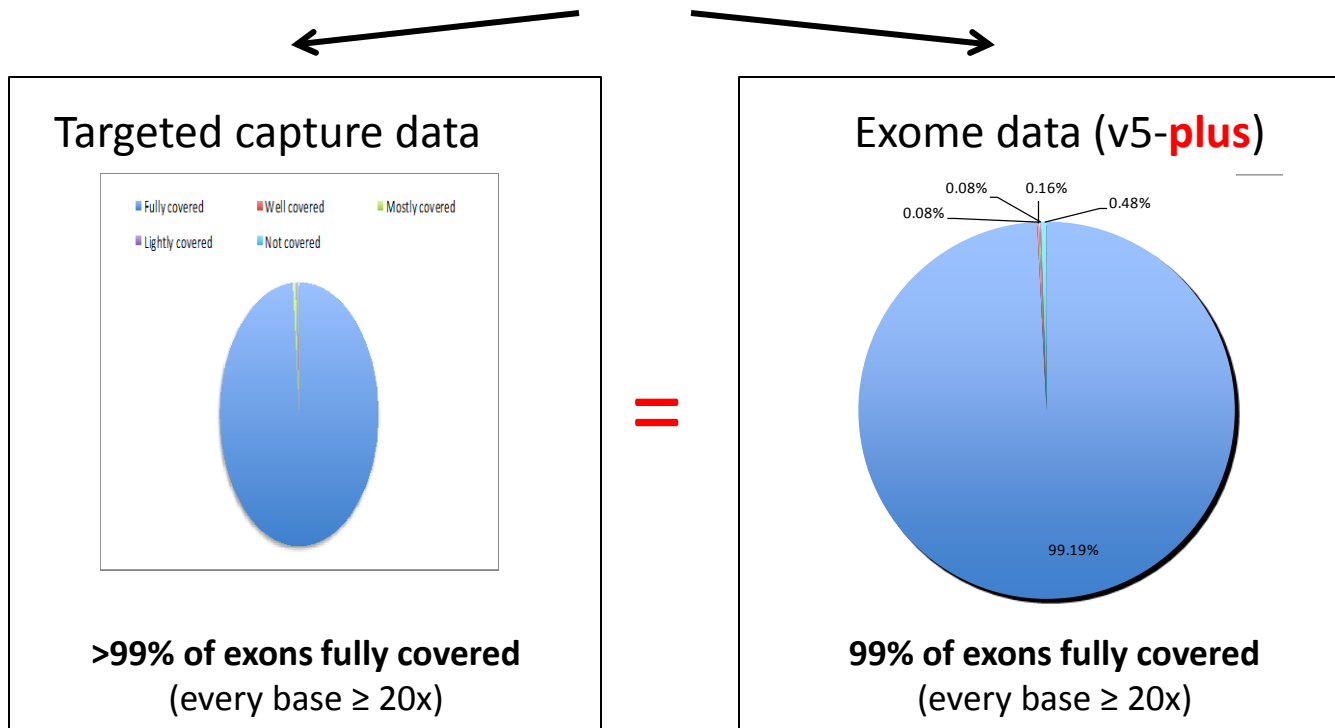 Targeted capture data
Fully covered
Well covered
Mostly covered
Lightly covered
Not covered
>99% of exons fully covered
(every base ≥ 20x)
=
Exome data (v5-plus)
0.08%
0.16%
0.08%
0.48%
99.19%
99% of exons fully covered
(every base ≥ 20x)